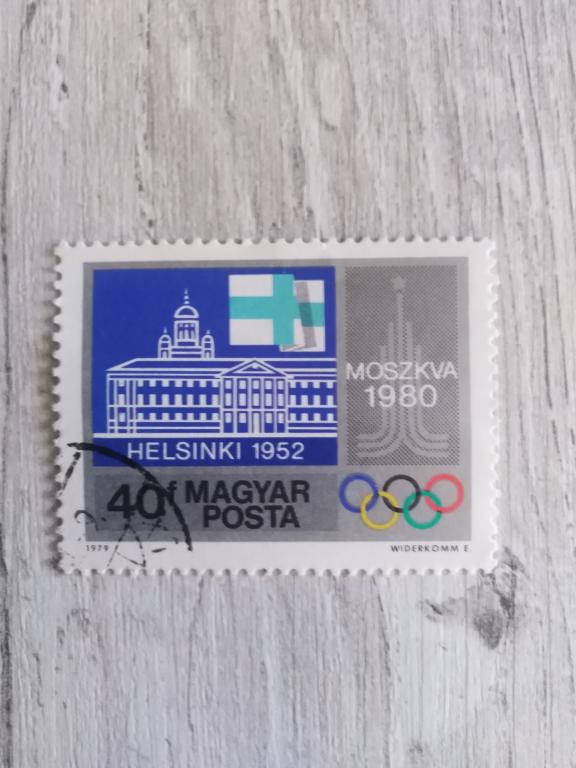 MOSZKVA
1980
HELSINKI 1952
40f MAGYAR
POSTA
1979
WIDERKOMM E.